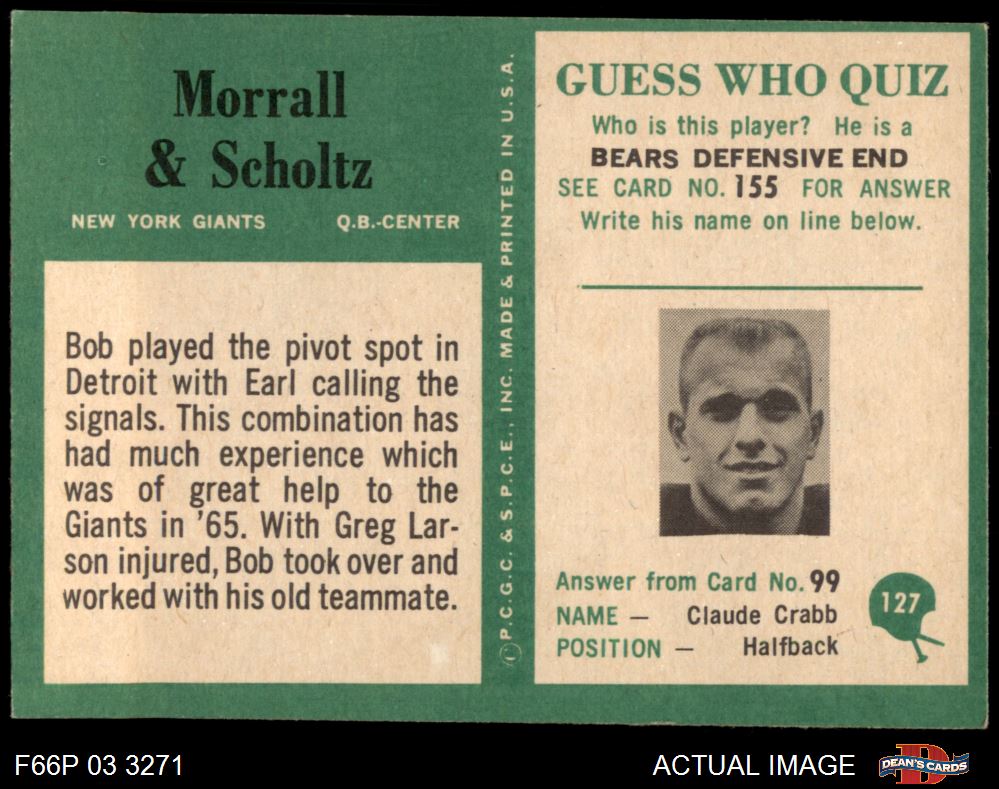 Morrall
& Scholtz
NEW YORK GIANTS Q.B.-CENTER
Bob played the pivot spot in
Detroit with Earl calling the
signals. This combination has
had much experience which
was of great help to the
Giants in '65. With Greg Lar-
son injured, Bob took over and
worked with his old teammate.
© P.C.G.C. & S.P.C.E., INC. MADE & PRINTED IN U.S.A.
GUESS WHO QUIZ
Who is this player? He is a
BEARS DEFENSIVE END
SEE CARD NO. 155 FOR ANSWER
Write his name on line below.
Answer from Card No. 99
NAME — Claude Crabb
POSITION — Halfback
127
F66P 03 3271
ACTUAL IMAGE
D
DEAN'S CARDS